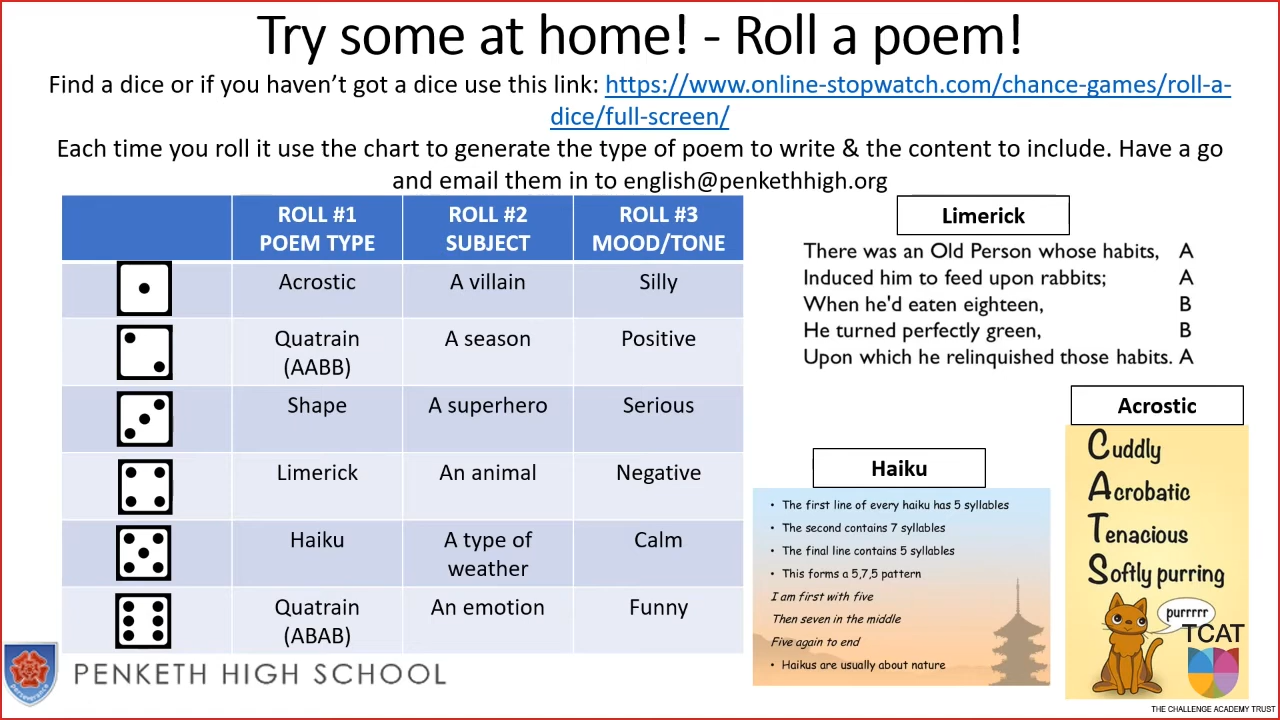 Try some at home! - Roll a poem!
Find a dice or if you haven’t got a dice use this link: https://www.online-stopwatch.com/chance-games/roll-a-
dice/full-screen/
Each time you roll it use the chart to generate the type of poem to write & the content to include. Have a go
and email them in to english@penkethhigh.org
ROLL #1
POEM TYPE
ROLL #2
SUBJECT
ROLL #3
MOOD/TONE
Acrostic
A villain
Silly
Quatrain
(AABB)
A season
Positive
Shape
A superhero
Serious
Limerick
An animal
Negative
Haiku
A type of
weather
Calm
Quatrain
(ABAB)
An emotion
Funny
Limerick
There was an Old Person whose habits, A
Induced him to feed upon rabbits; A
When he'd eaten eighteen, B
He turned perfectly green, B
Upon which he relinquished those habits. A
Haiku
• The first line of every haiku has 5 syllables
• The second contains 7 syllables
• The final line contains 5 syllables
• This forms a 5,7,5 pattern
I am first with five
Then seven in the middle
Five again to end
• Haikus are usually about nature
Acrostic
Cuddly
Acrobatic
Tenacious
Softly purring
purrrrr
TCAT
THE CHALLENGE ACADEMY TRUST
PENKETH HIGH SCHOOL